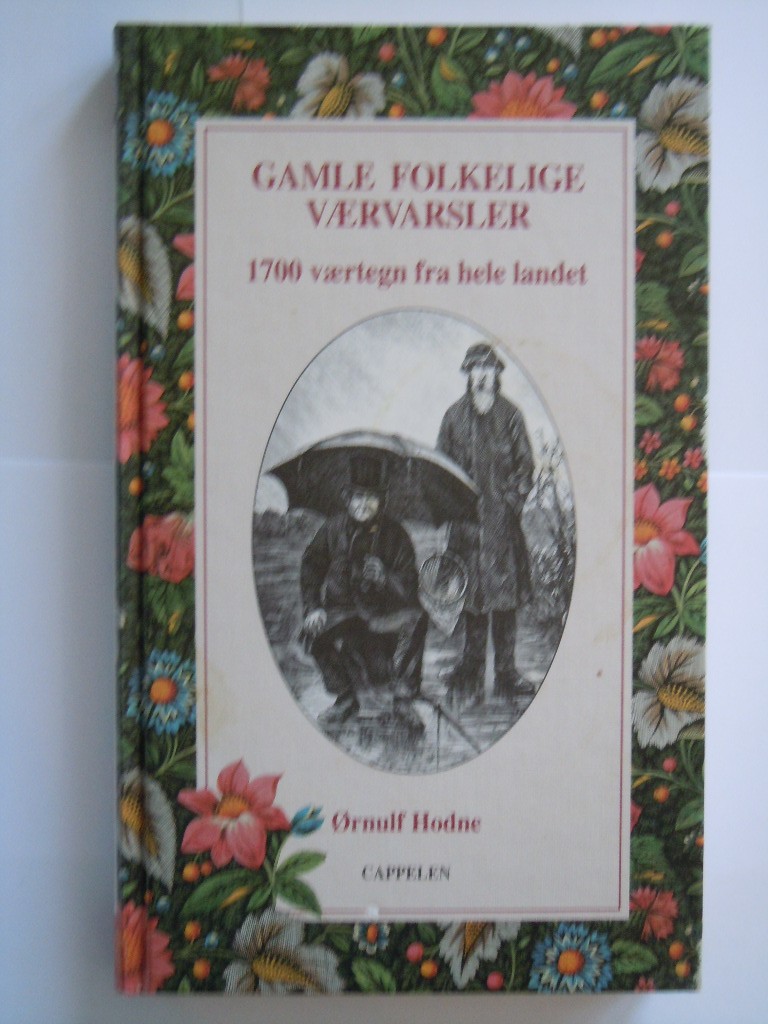 GAMLE FOLKELIGE
VÆRVARSLER
1700 værtegn fra hele landet
Ørnulf Hodne
CAPPELEN